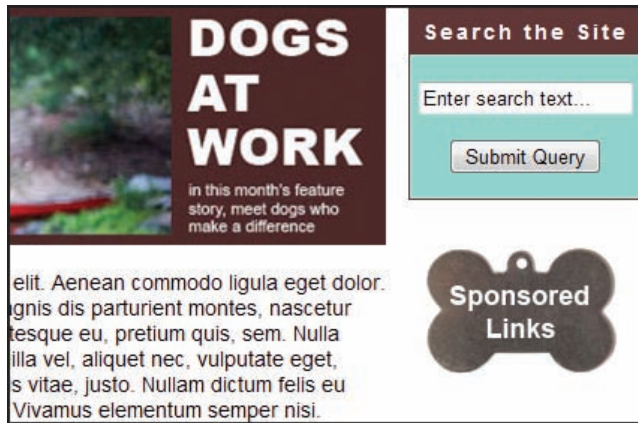 DOGS
AT
WORK
in this month's feature
story, meet dogs who
make a difference
elit. Aenean commodo ligula eget dolor.
agnis dis parturient montes, nascetur
tesque eu, pretium quis, sem. Nulla
illa vel, aliquet nec, vulputate eget,
s vitae, justo. Nullam dictum felis eu
Vivamus elementum semper nisi.
Search the Site
Enter search text...
Submit Query
Sponsored
Links